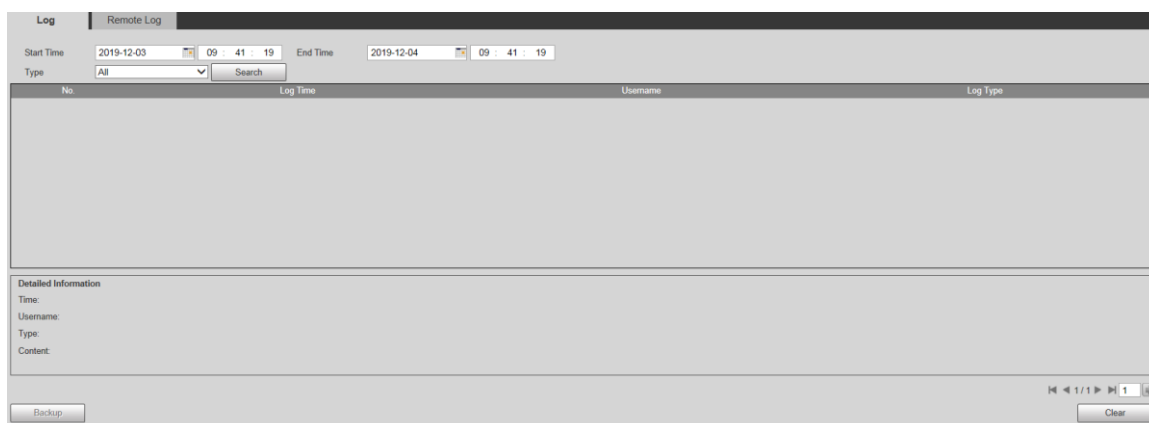 Log Remote Log
Start Time 2019-12-03 09 : 41 : 19 End Time 2019-12-04 09 : 41 : 19
Type All Search
No. Log Time Username Log Type
Detailed Information
Time:
Username:
Type:
Content:
1 / 1 1
Backup Clear